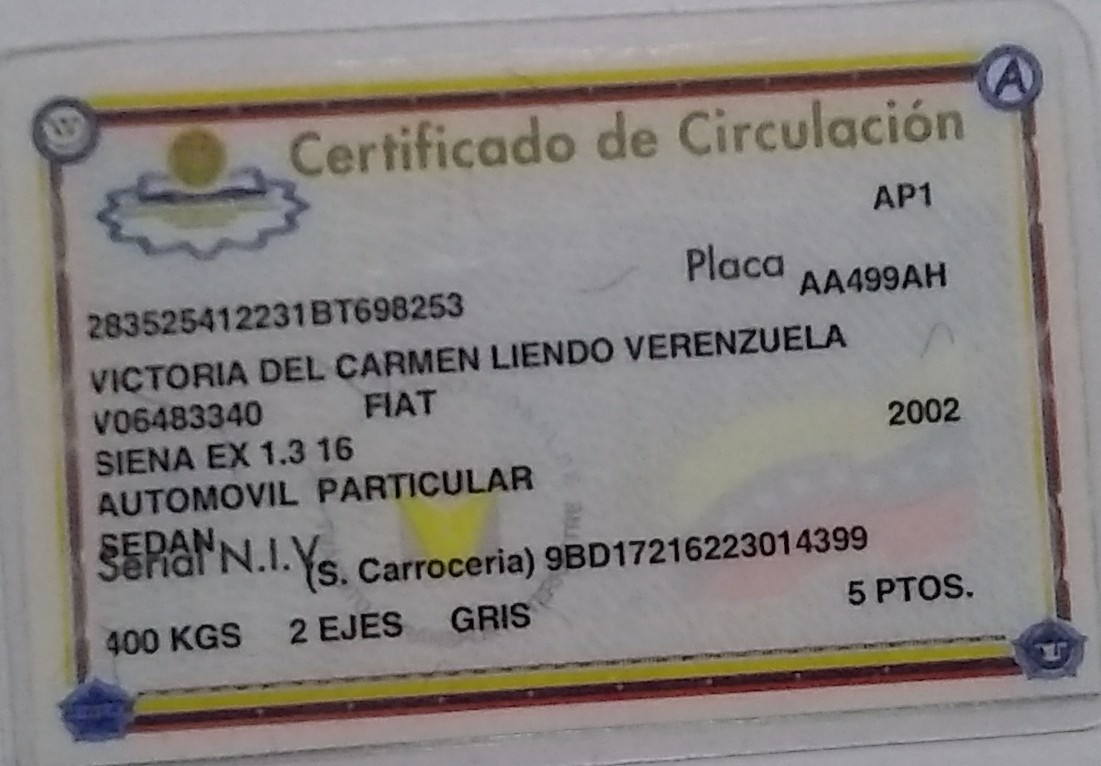 Certificado de Circulación
AP1
Placa AA499AH
283525412231BT698253
VICTORIA DEL CARMEN LIENDO VERENZUELA
V06483340 FIAT 2002
SIENA EX 1.3 16
AUTOMOVIL PARTICULAR
SEDAN
Serial N.I.V. (S. Carroceria) 9BD17216223014399
400 KGS 2 EJES GRIS 5 PTOS.